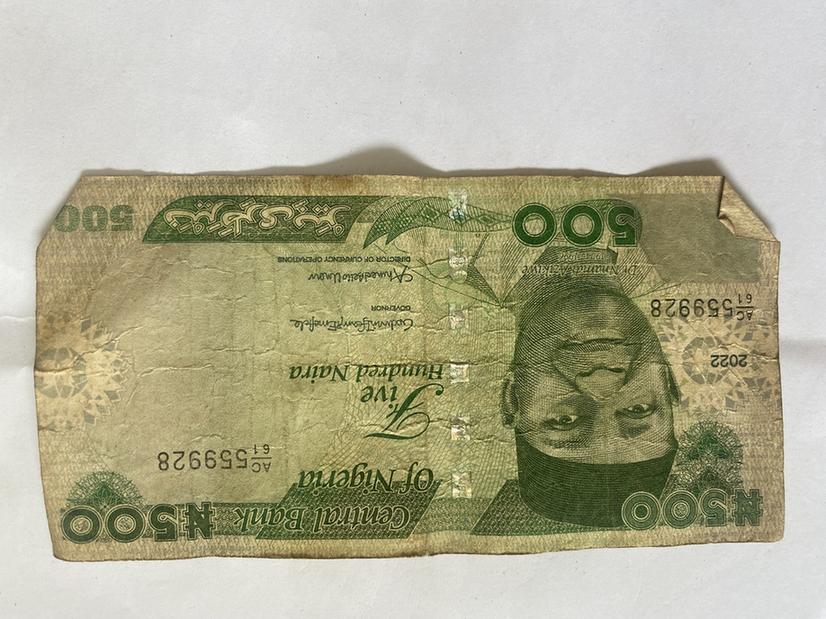 ₦500
Central Bank
₦500
Of Nigeria
AC
61 559928
Five
Hundred Naira
2022
GOVERNOR
AC
61 559928
DIRECTOR OF CURRENCY OPERATIONS
Dr. Nnamdi Azikiwe
500
500